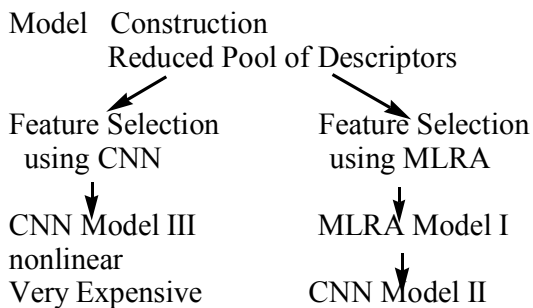 Model Construction
Reduced Pool of Descriptors
Feature Selection
using CNN
Feature Selection
using MLRA
CNN Model III
nonlinear
Very Expensive
MLRA Model I
CNN Model II